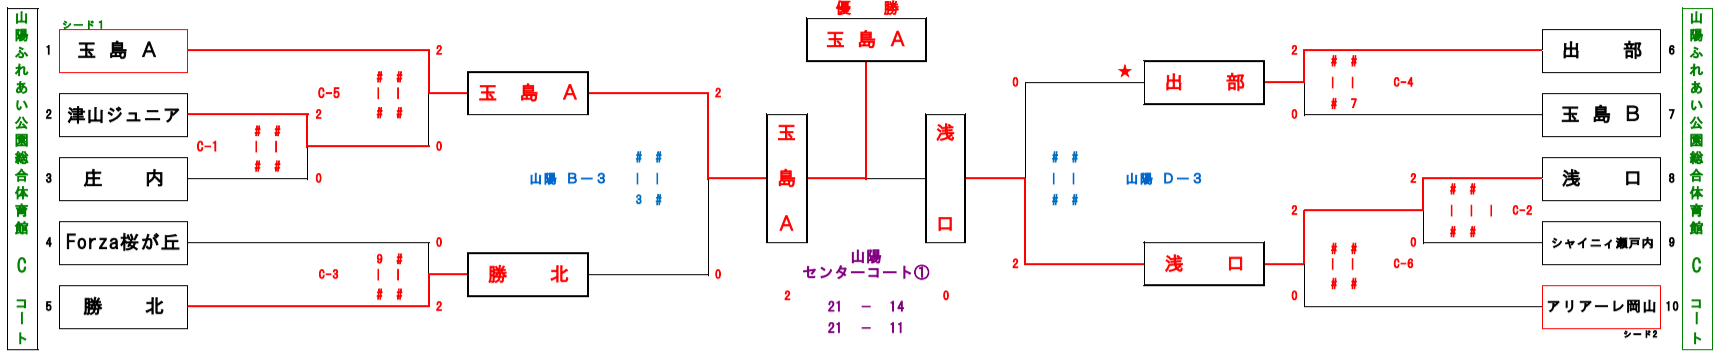 優 勝
玉 島 A
山陽ふれあい公園総合体育館 C コート
シード1
1 玉 島 A
2 津山ジュニア
3 庄 内
4 Forza桜が丘
5 勝 北
C-1
# #
| |
# #
2
0
C-5
# #
| |
# #
2
0
C-3
9 #
| |
# #
0
2
玉 島 A
勝 北
山陽 B－3
# #
| |
3 #
2
0
玉島A
浅口
山陽
センターコート①
2
0
21 － 14
21 － 11
0
2
# #
| |
# #
山陽 D－3
★
出 部
浅 口
2
0
# #
| |
# 7
C-4
2
0
# #
| |
# #
C-6
2
0
# #
| | |
# #
C-2
出 部 6
玉 島 B 7
浅 口 8
シャイニィ瀬戸内 9
アリアーレ岡山 10
シード2
山陽ふれあい公園総合体育館 C コート